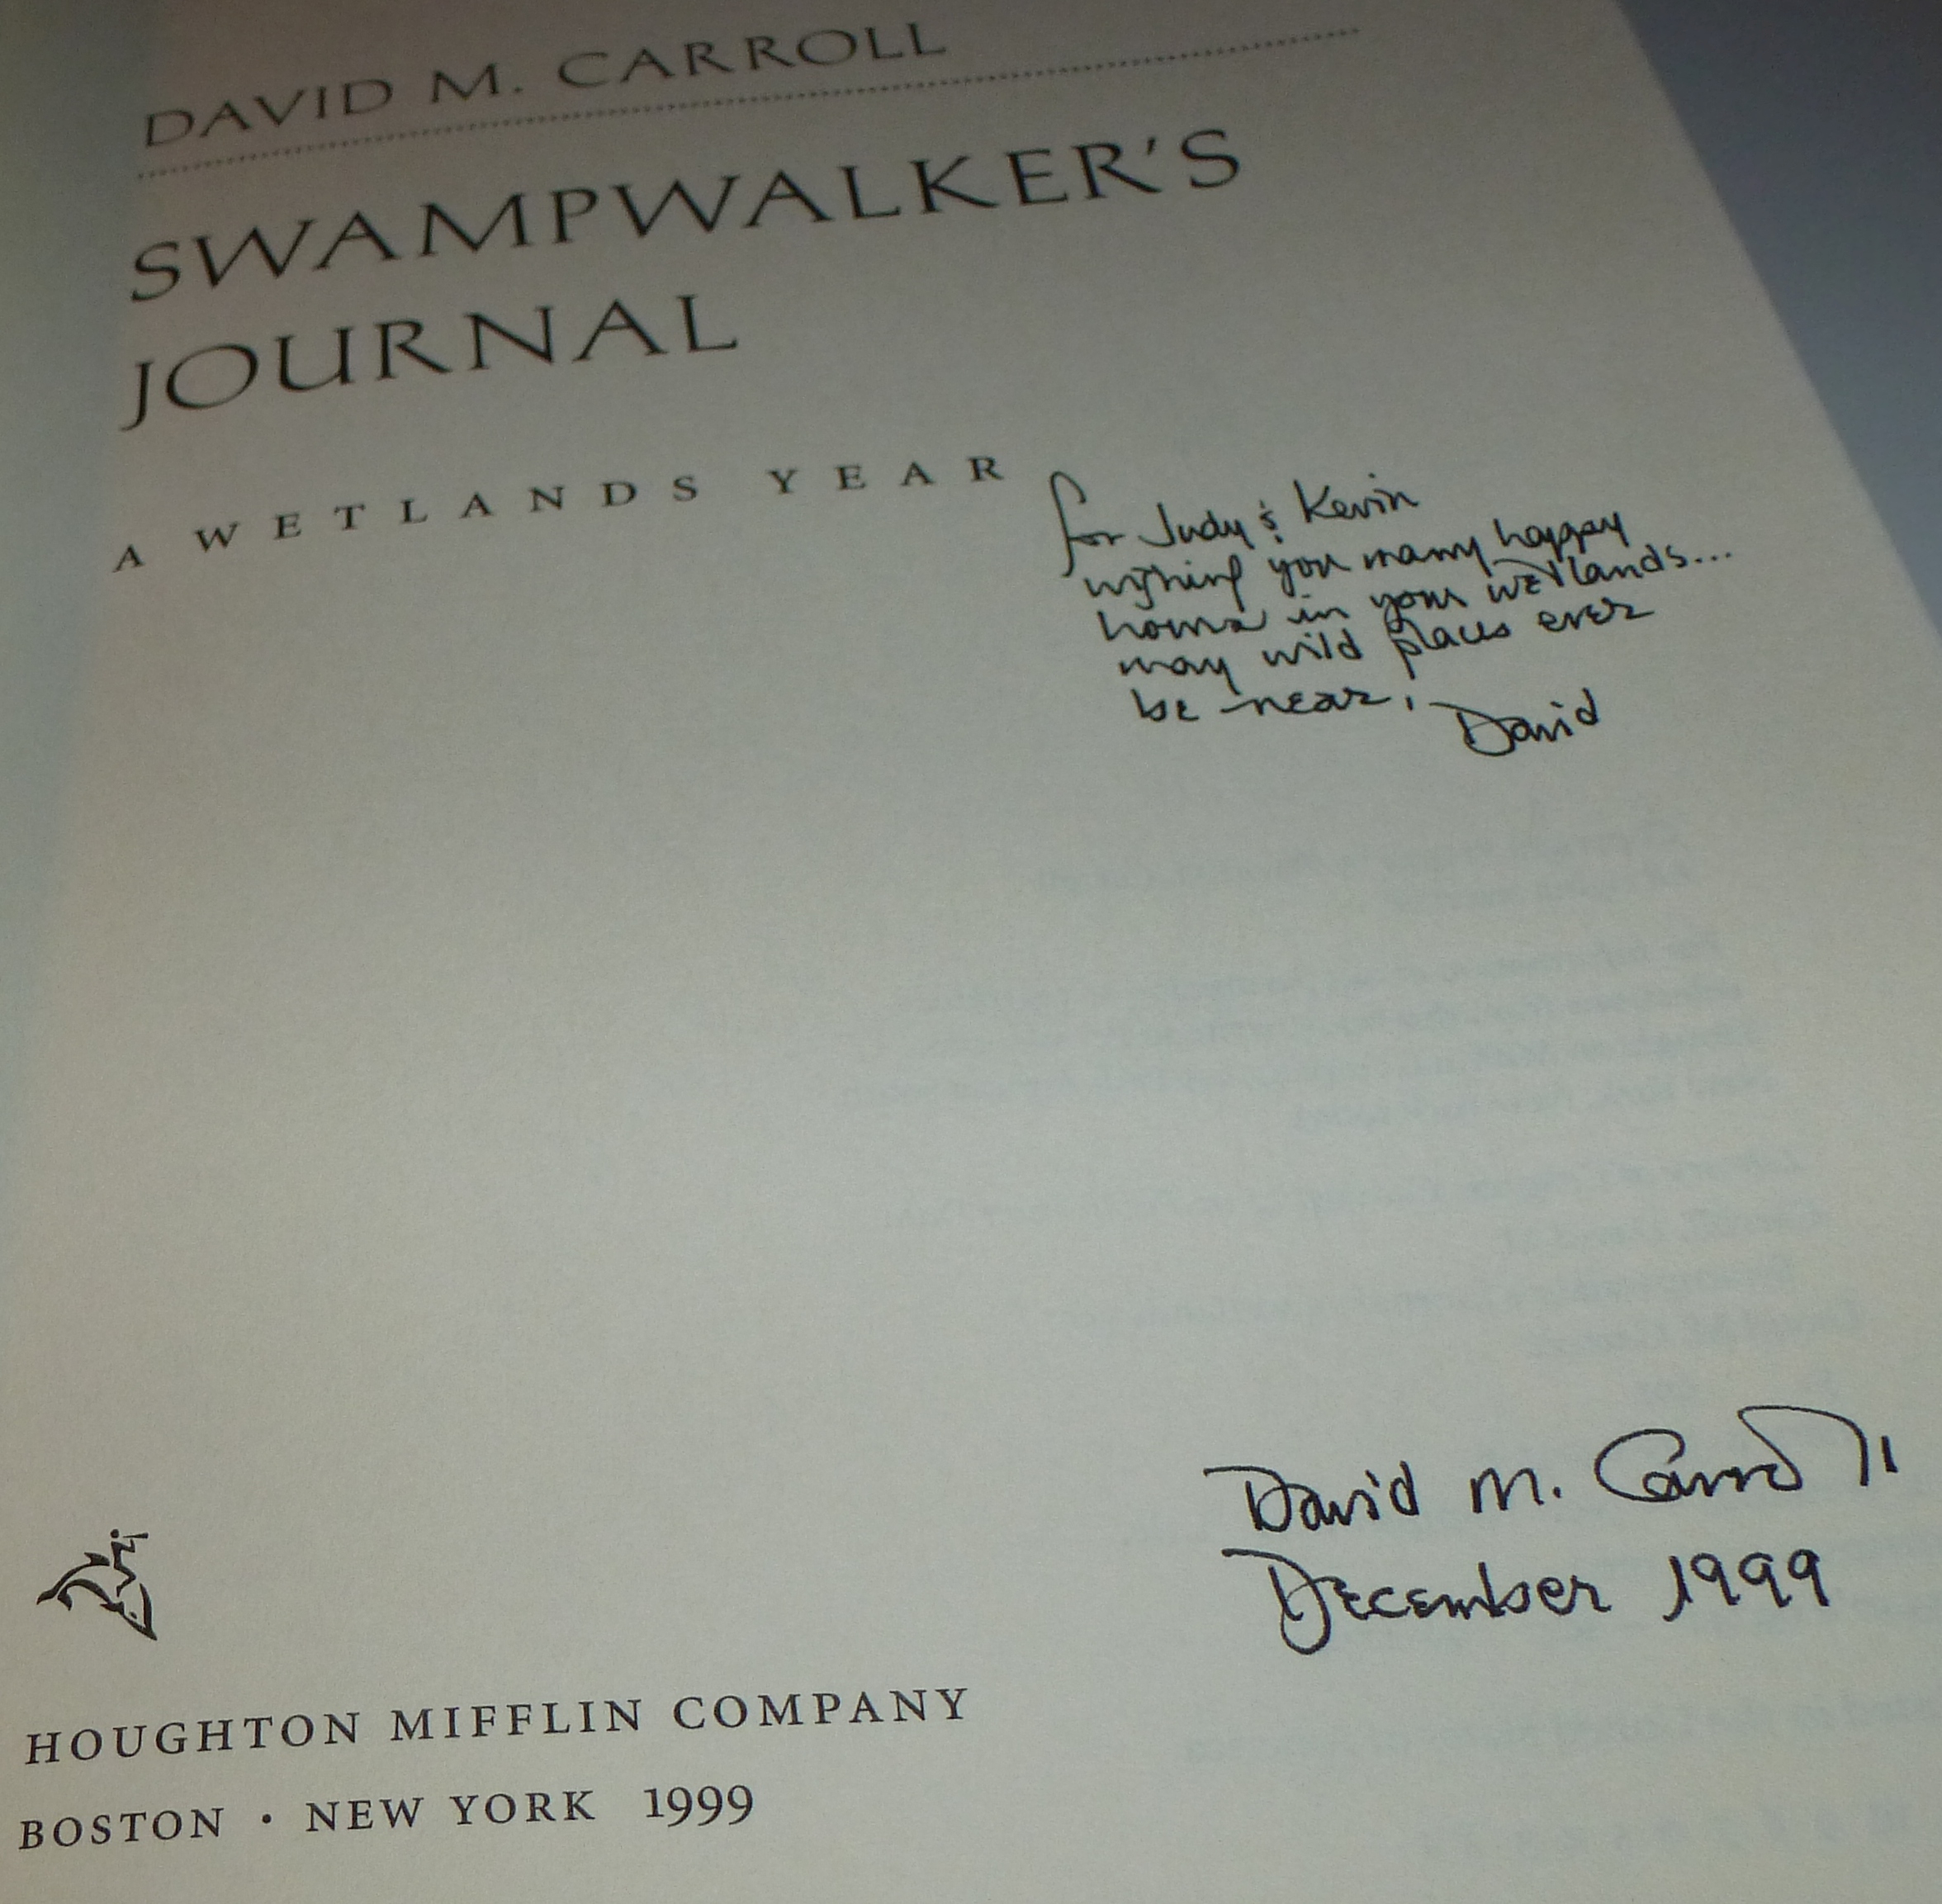 DAVID M. CARROLL
SWAMPWALKER'S
JOURNAL
A WETLANDS YEAR
for Judy & Kevin
wishing you many happy
hours in your wetlands...
may wild places ever
be near,
David
David M. Carroll
December 1999
HOUGHTON MIFFLIN COMPANY
BOSTON · NEW YORK 1999